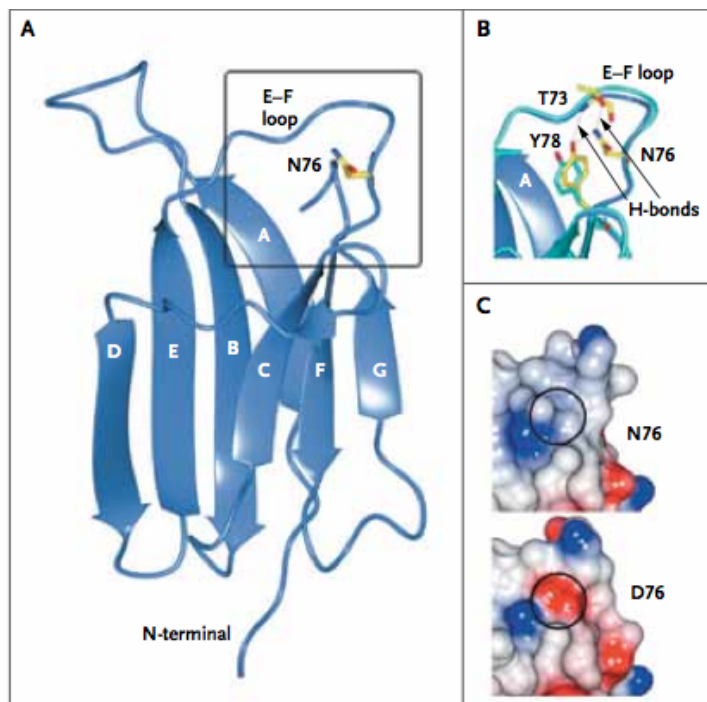 A
E–F
loop
N76
A
D
E
B
C
F
G
N-terminal
B
E–F loop
T73
Y78
N76
A
H-bonds
C
N76
D76